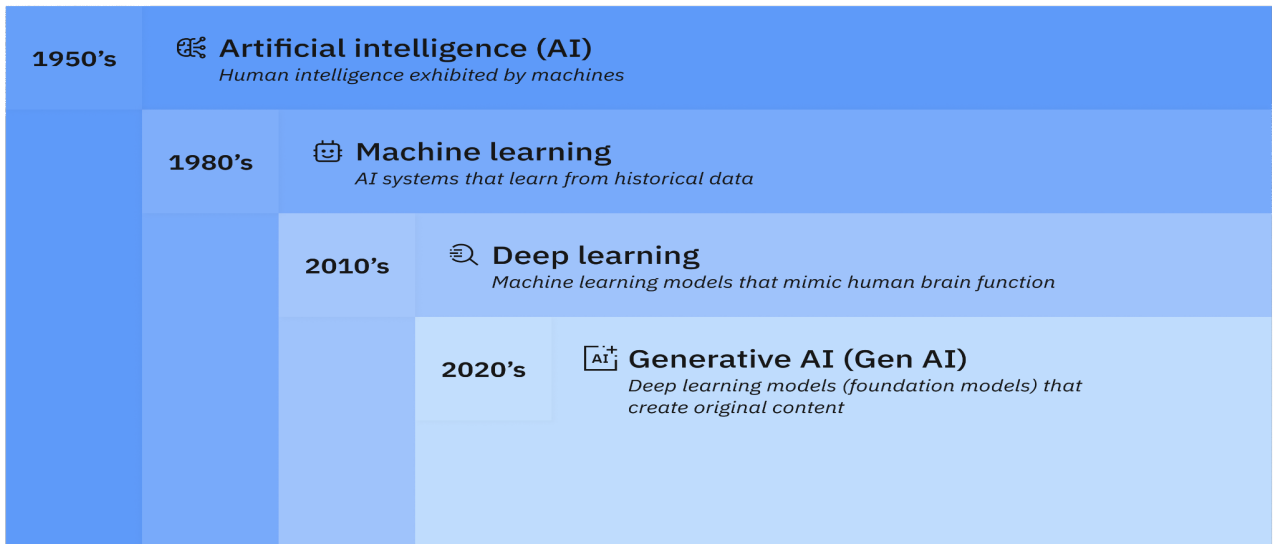 1950’s
Artificial intelligence (AI)
Human intelligence exhibited by machines
1980’s
Machine learning
AI systems that learn from historical data
2010’s
Deep learning
Machine learning models that mimic human brain function
2020’s
AI
Generative AI (Gen AI)
Deep learning models (foundation models) that
create original content